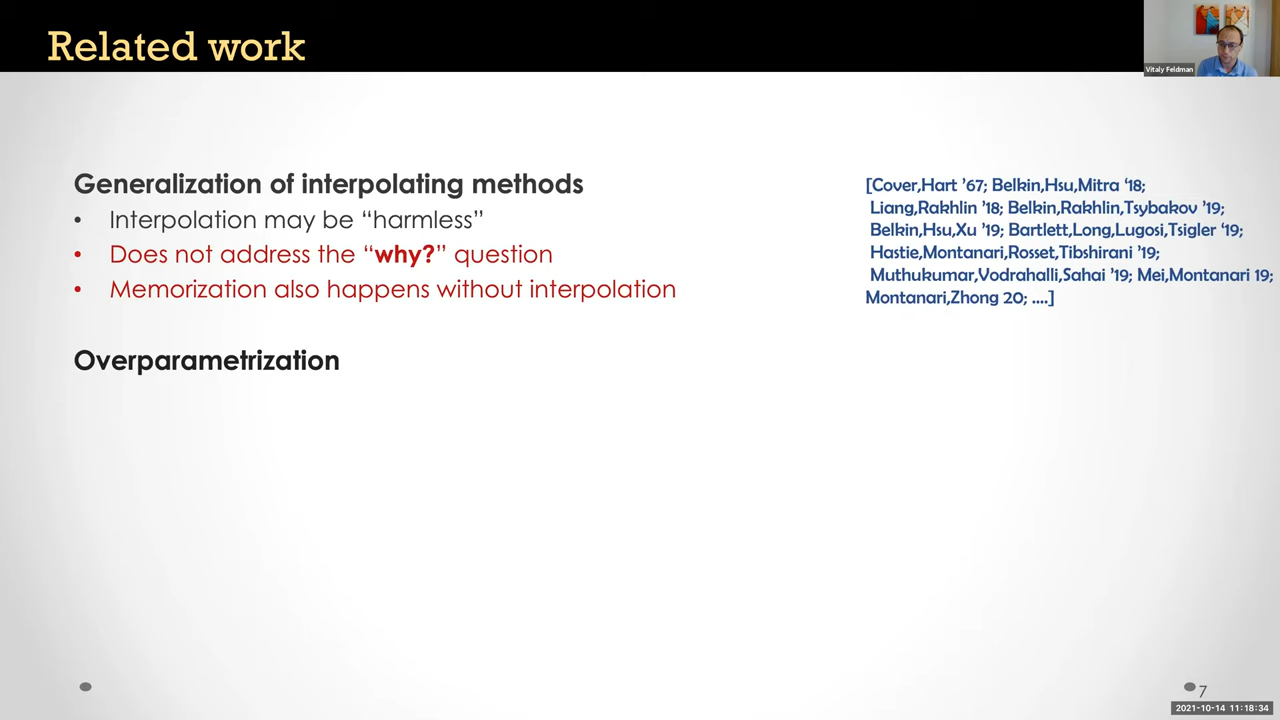 Related work
Vitaly Feldman
Generalization of interpolating methods
• Interpolation may be “harmless”
• Does not address the “why?” question
• Memorization also happens without interpolation
[Cover,Hart ’67; Belkin,Hsu,Mitra ‘18;
Liang,Rakhlin ’18; Belkin,Rakhlin,Tsybakov ’19;
Belkin,Hsu,Xu ’19; Bartlett,Long,Lugosi,Tsigler ‘19;
Hastie,Montanari,Rosset,Tibshirani ’19;
Muthukumar,Vodrahalli,Sahai ’19; Mei,Montanari 19;
Montanari,Zhong 20; ....]
Overparametrization
7
2021-10-14 11:18:34